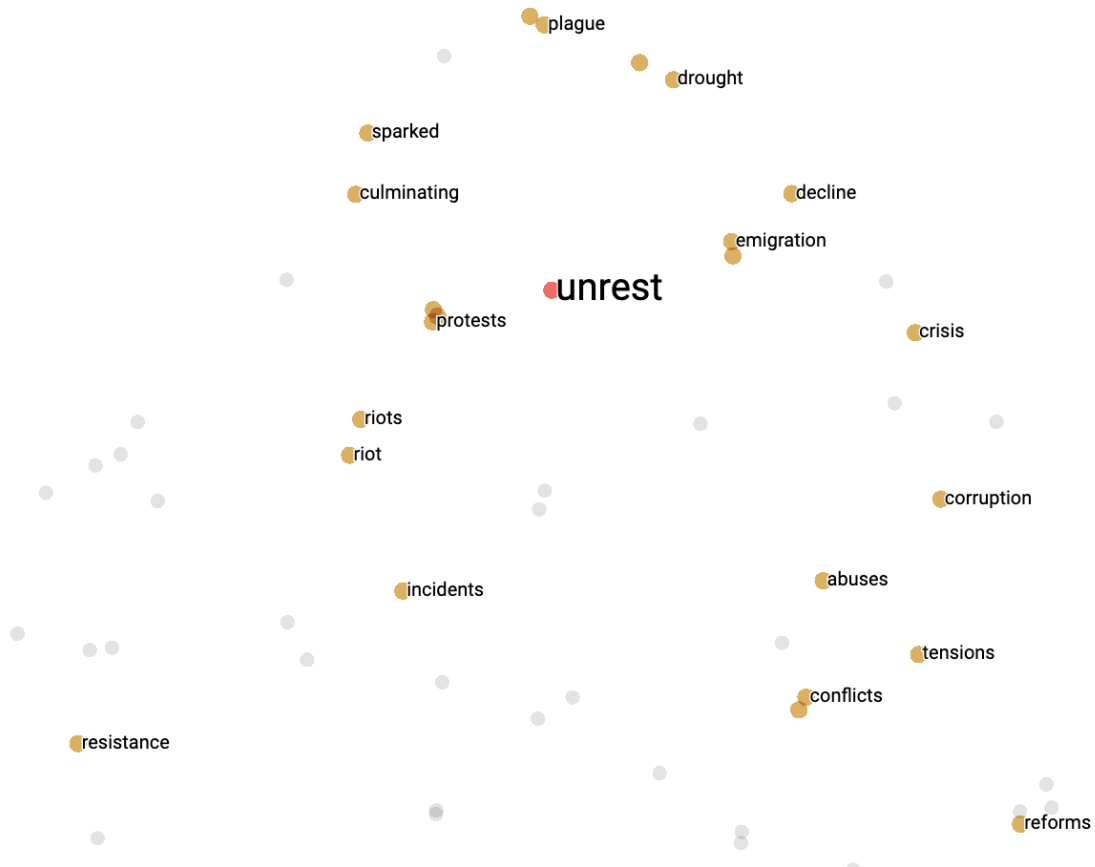 plague
drought
sparked
culminating
decline
emigration
unrest
protests
crisis
riots
riot
corruption
abuses
incidents
tensions
conflicts
resistance
reforms